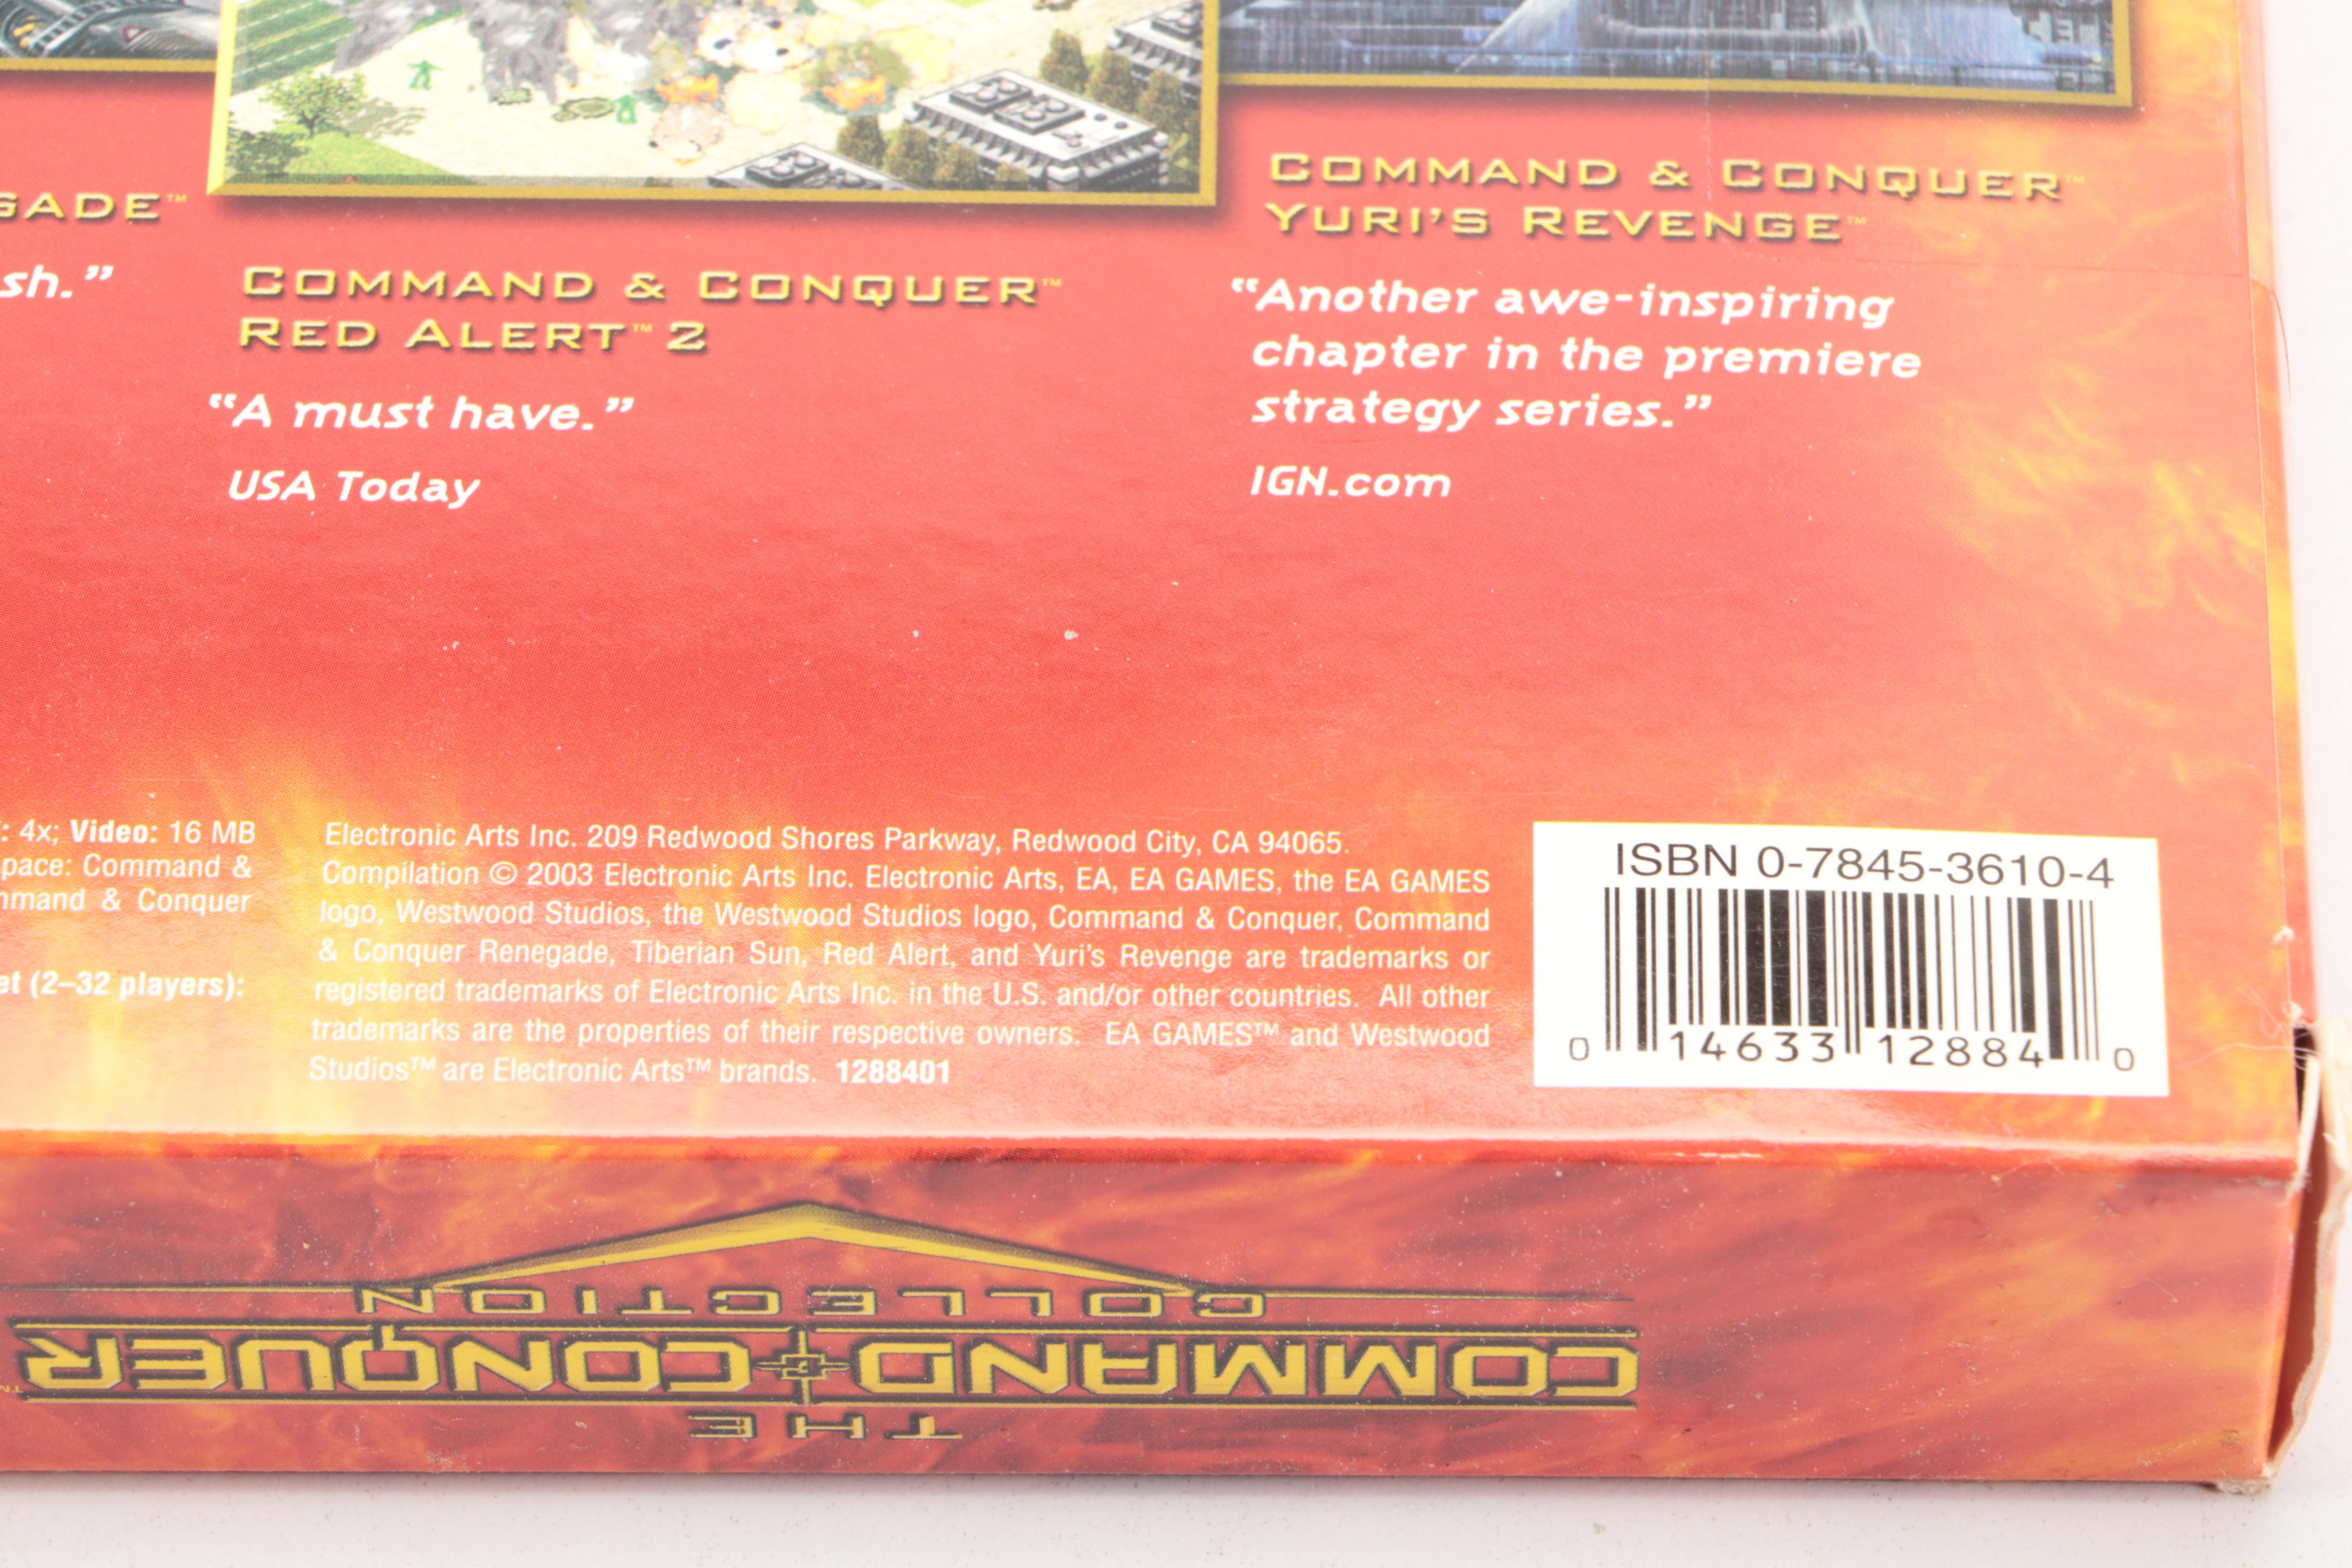 GADE™
sh.”
COMMAND & CONQUER™
RED ALERT™ 2
“A must have.”
USA Today
COMMAND & CONQUER™
YURI'S REVENGE™
“Another awe-inspiring
chapter in the premiere
strategy series.”
IGN.com
: 4x; Video: 16 MB
pace: Command &
mmand & Conquer
et (2–32 players):
Electronic Arts Inc. 209 Redwood Shores Parkway, Redwood City, CA 94065.
Compilation © 2003 Electronic Arts Inc. Electronic Arts, EA, EA GAMES, the EA GAMES
logo, Westwood Studios, the Westwood Studios logo, Command & Conquer, Command
& Conquer Renegade, Tiberian Sun, Red Alert, and Yuri's Revenge are trademarks or
registered trademarks of Electronic Arts Inc. in the U.S. and/or other countries. All other
trademarks are the properties of their respective owners. EA GAMES™ and Westwood
Studios™ are Electronic Arts™ brands. 1288401
ISBN 0-7845-3610-4
0 14633 12884 0
THE
COMMAND & CONQUER™
COLLECTION